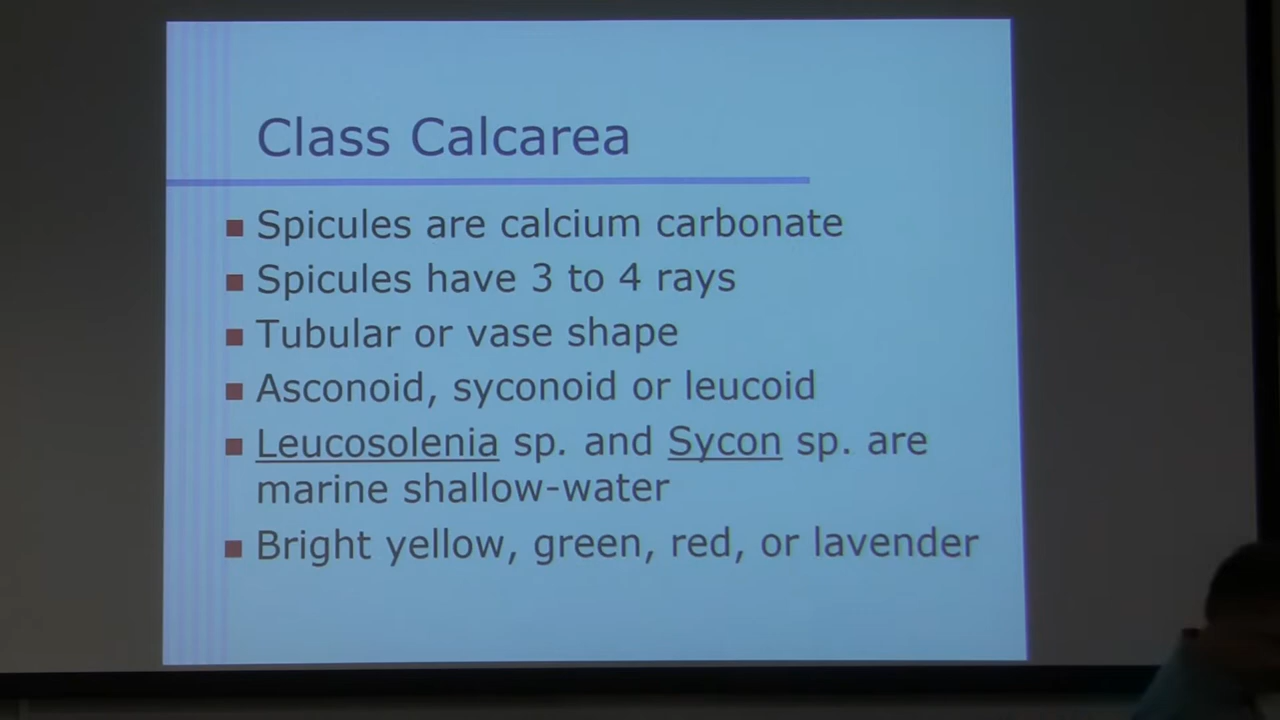 Class Calcarea
Spicules are calcium carbonate
Spicules have 3 to 4 rays
Tubular or vase shape
Asconoid, syconoid or leucoid
Leucosolenia sp. and Sycon sp. are
marine shallow-water
Bright yellow, green, red, or lavender